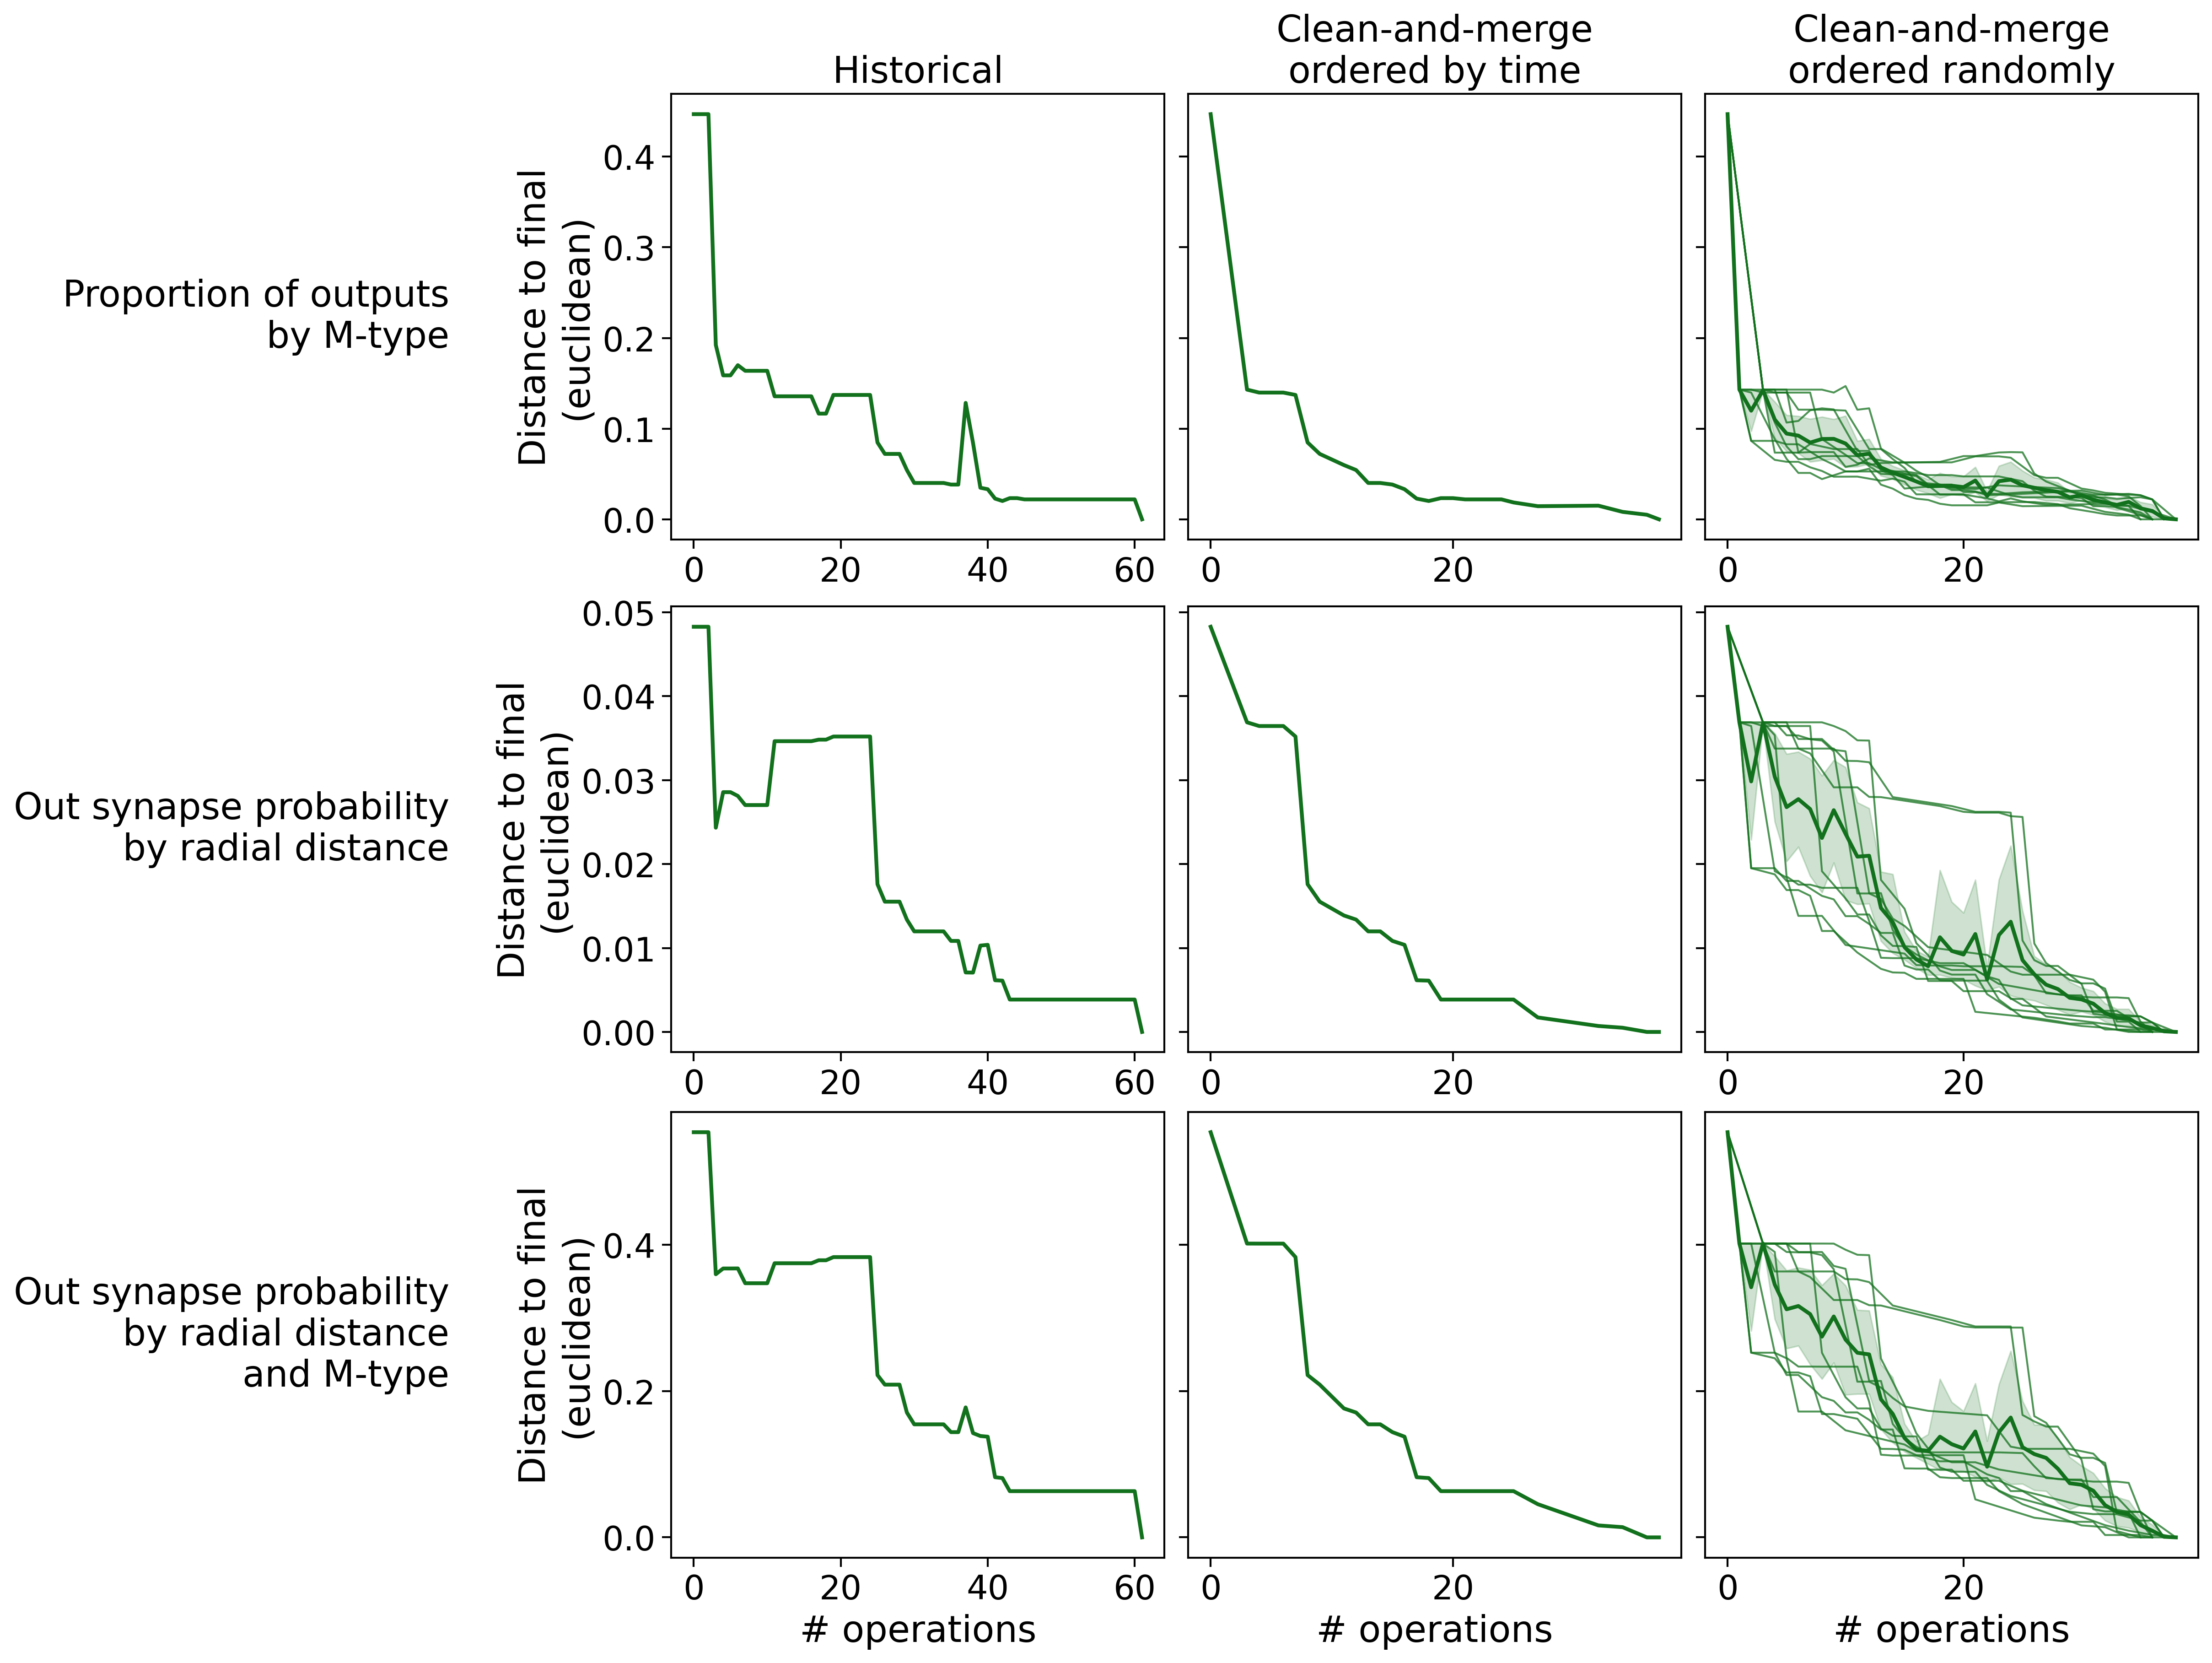 Historical
Clean-and-merge
ordered by time
Clean-and-merge
ordered randomly
Proportion of outputs
by M-type
Distance to final
(euclidean)
0.4
0.3
0.2
0.1
0.0
0 20 40 60
0 20
0 20
Out synapse probability
by radial distance
Distance to final
(euclidean)
0.05
0.04
0.03
0.02
0.01
0.00
0 20 40 60
0 20
0 20
Out synapse probability
by radial distance
and M-type
Distance to final
(euclidean)
0.4
0.2
0.0
0 20 40 60
0 20
0 20
# operations
# operations
# operations